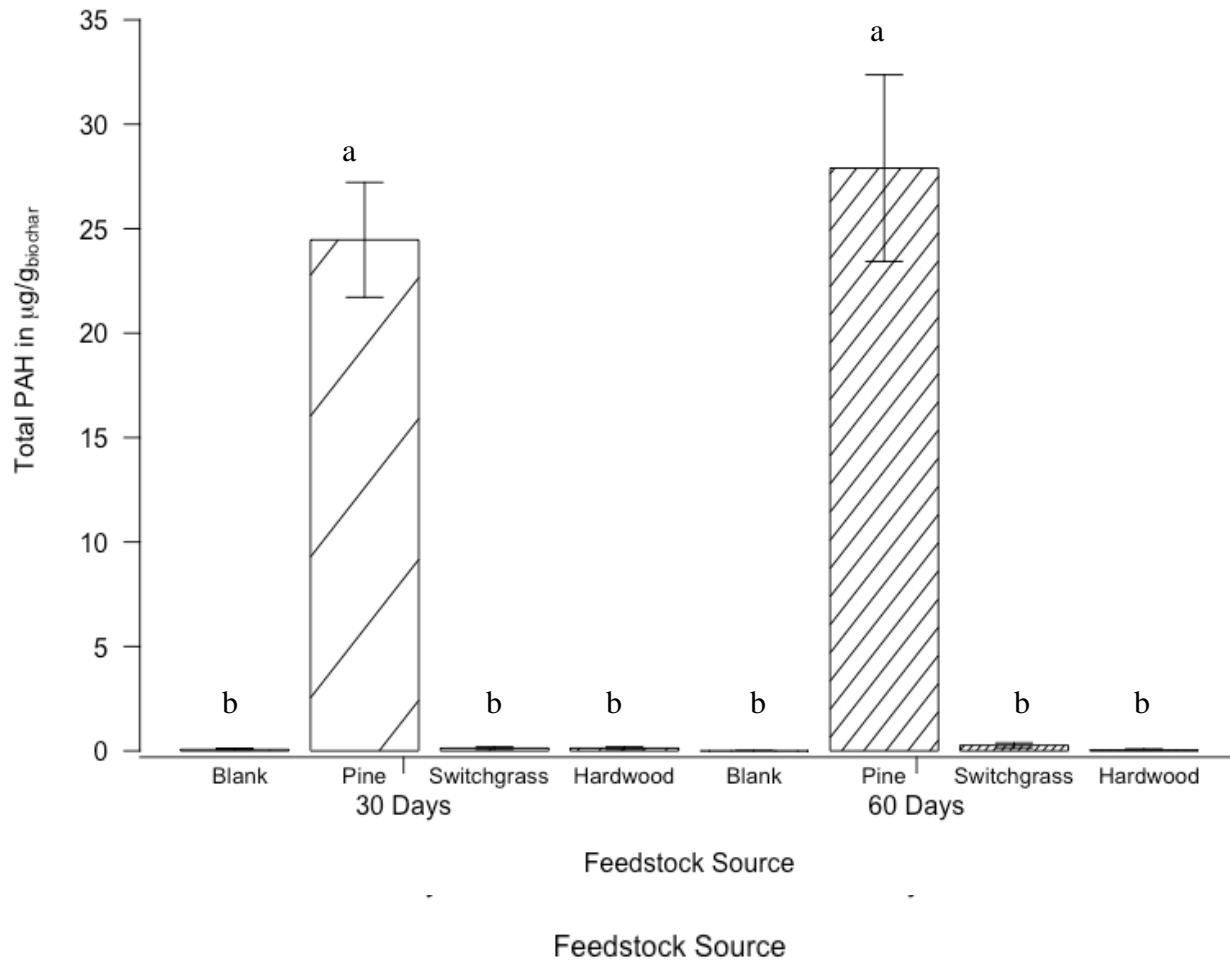 Total PAH in µg/gbiochar
35
30
25
20
15
10
5
0
a
a
b
b
b
b
b
b
Blank Pine Switchgrass Hardwood Blank Pine Switchgrass Hardwood
30 Days 60 Days
Feedstock Source
Feedstock Source